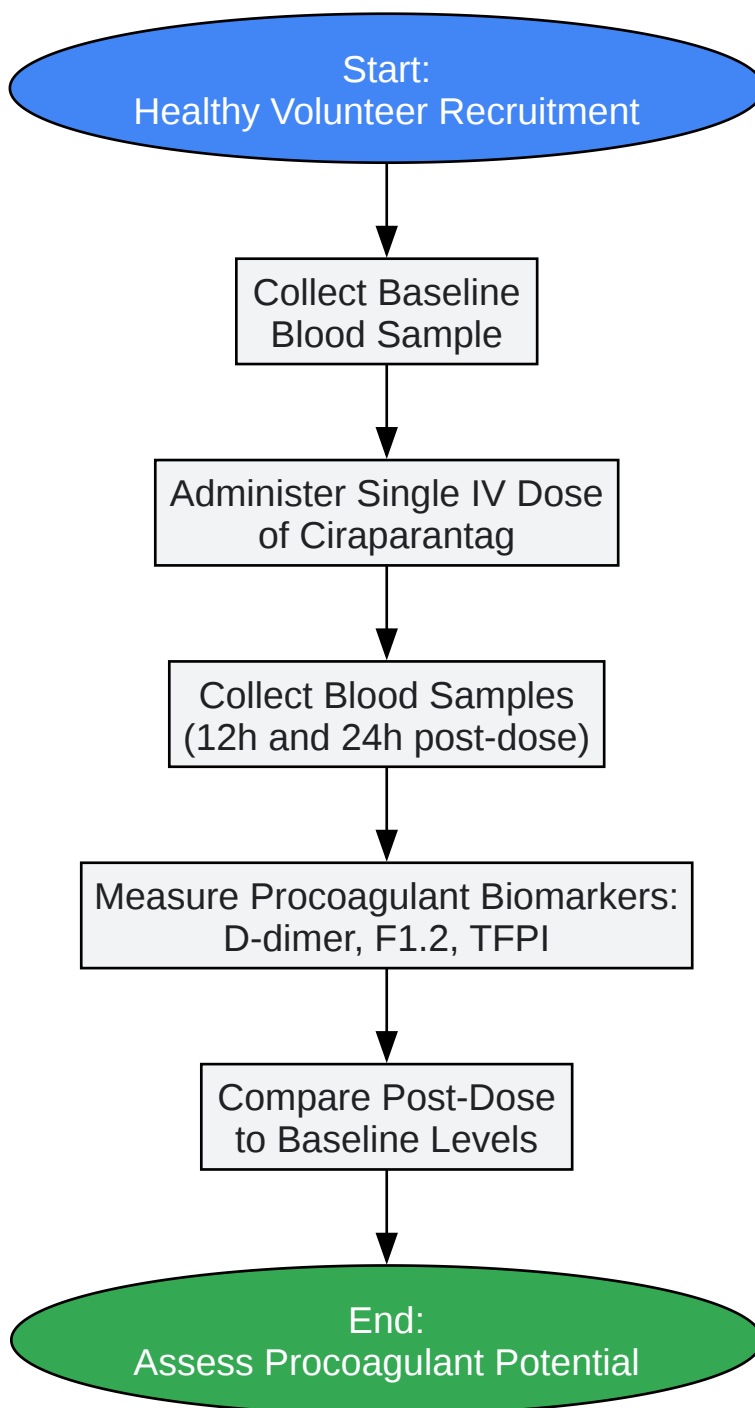 Start:
Healthy Volunteer Recruitment
Collect Baseline
Blood Sample
Administer Single IV Dose
of Ciraparantag
Collect Blood Samples
(12h and 24h post-dose)
Measure Procoagulant Biomarkers:
D-dimer, F1.2, TFPI
Compare Post-Dose
to Baseline Levels
End:
Assess Procoagulant Potential